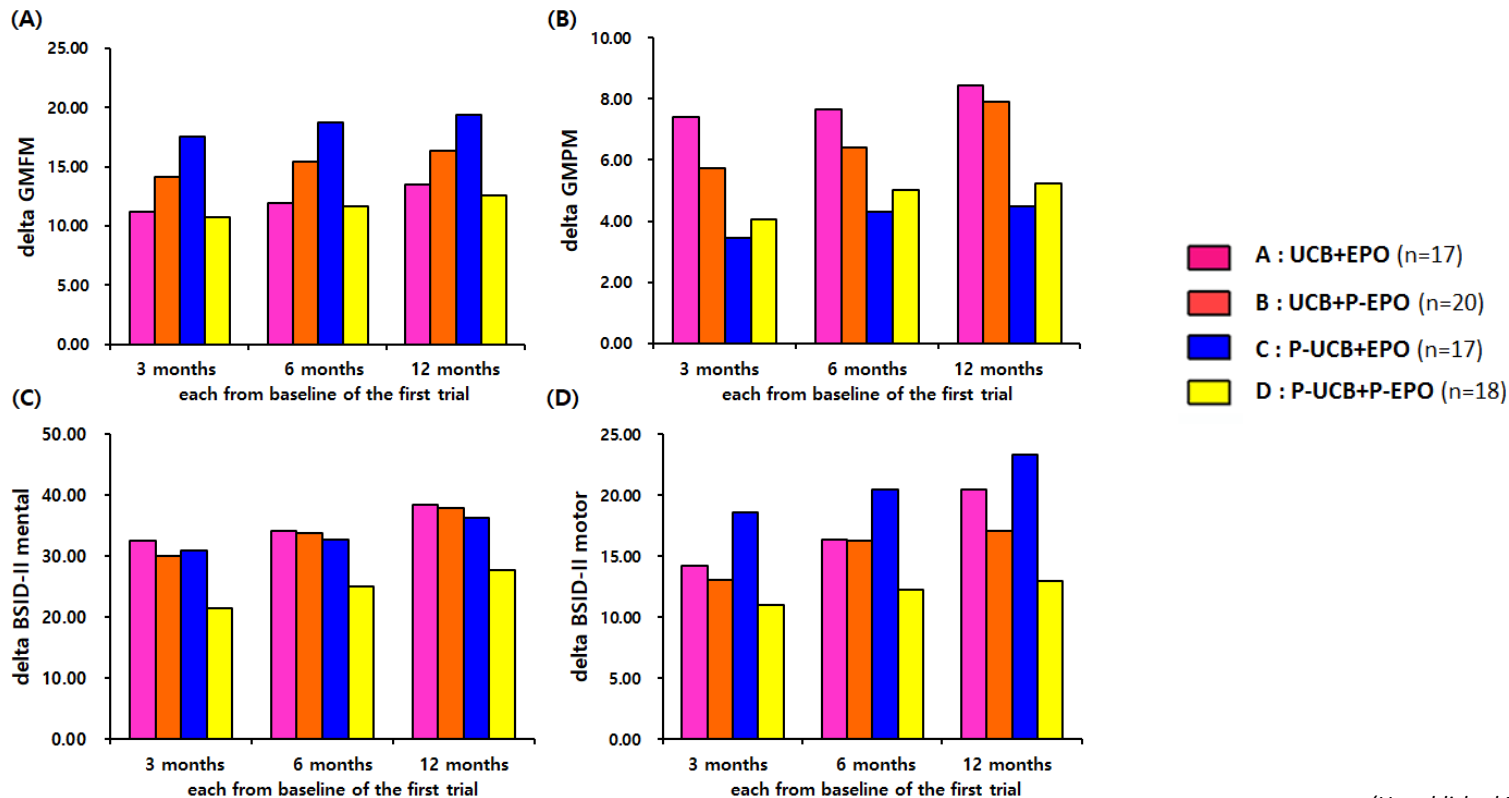 (A)
25.00
20.00
15.00
10.00
5.00
0.00
delta GMFM
3 months 6 months 12 months
each from baseline of the first trial
(B)
10.00
8.00
6.00
4.00
2.00
0.00
delta GMPM
3 months 6 months 12 months
each from baseline of the first trial
A : UCB+EPO (n=17)
B : UCB+P-EPO (n=20)
C : P-UCB+EPO (n=17)
D : P-UCB+P-EPO (n=18)
(C)
50.00
40.00
30.00
20.00
10.00
0.00
delta BSID-II mental
3 months 6 months 12 months
each from baseline of the first trial
(D)
25.00
20.00
15.00
10.00
5.00
0.00
delta BSID-II motor
3 months 6 months 12 months
each from baseline of the first trial